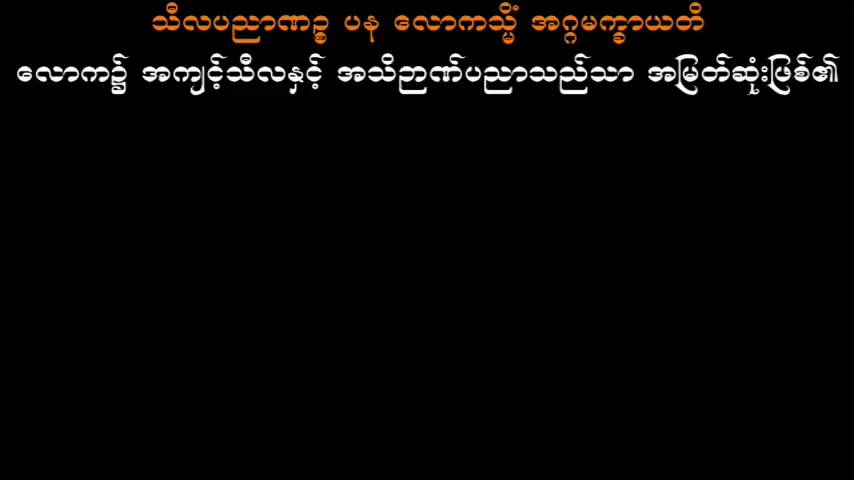 သီလပညာဏဉ္စ ပန လောကသ္မိံ အဂ္ဂမက္ခာယတိ
လောက၌ အကျင့်သီလနှင့် အသိဉာဏ်ပညာသည်သာ အမြတ်ဆုံးဖြစ်၏